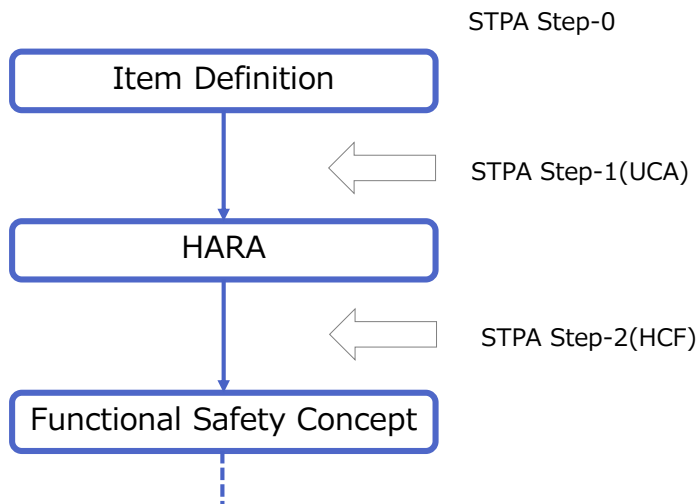 STPA Step-0
Item Definition
STPA Step-1(UCA)
HARA
STPA Step-2(HCF)
Functional Safety Concept